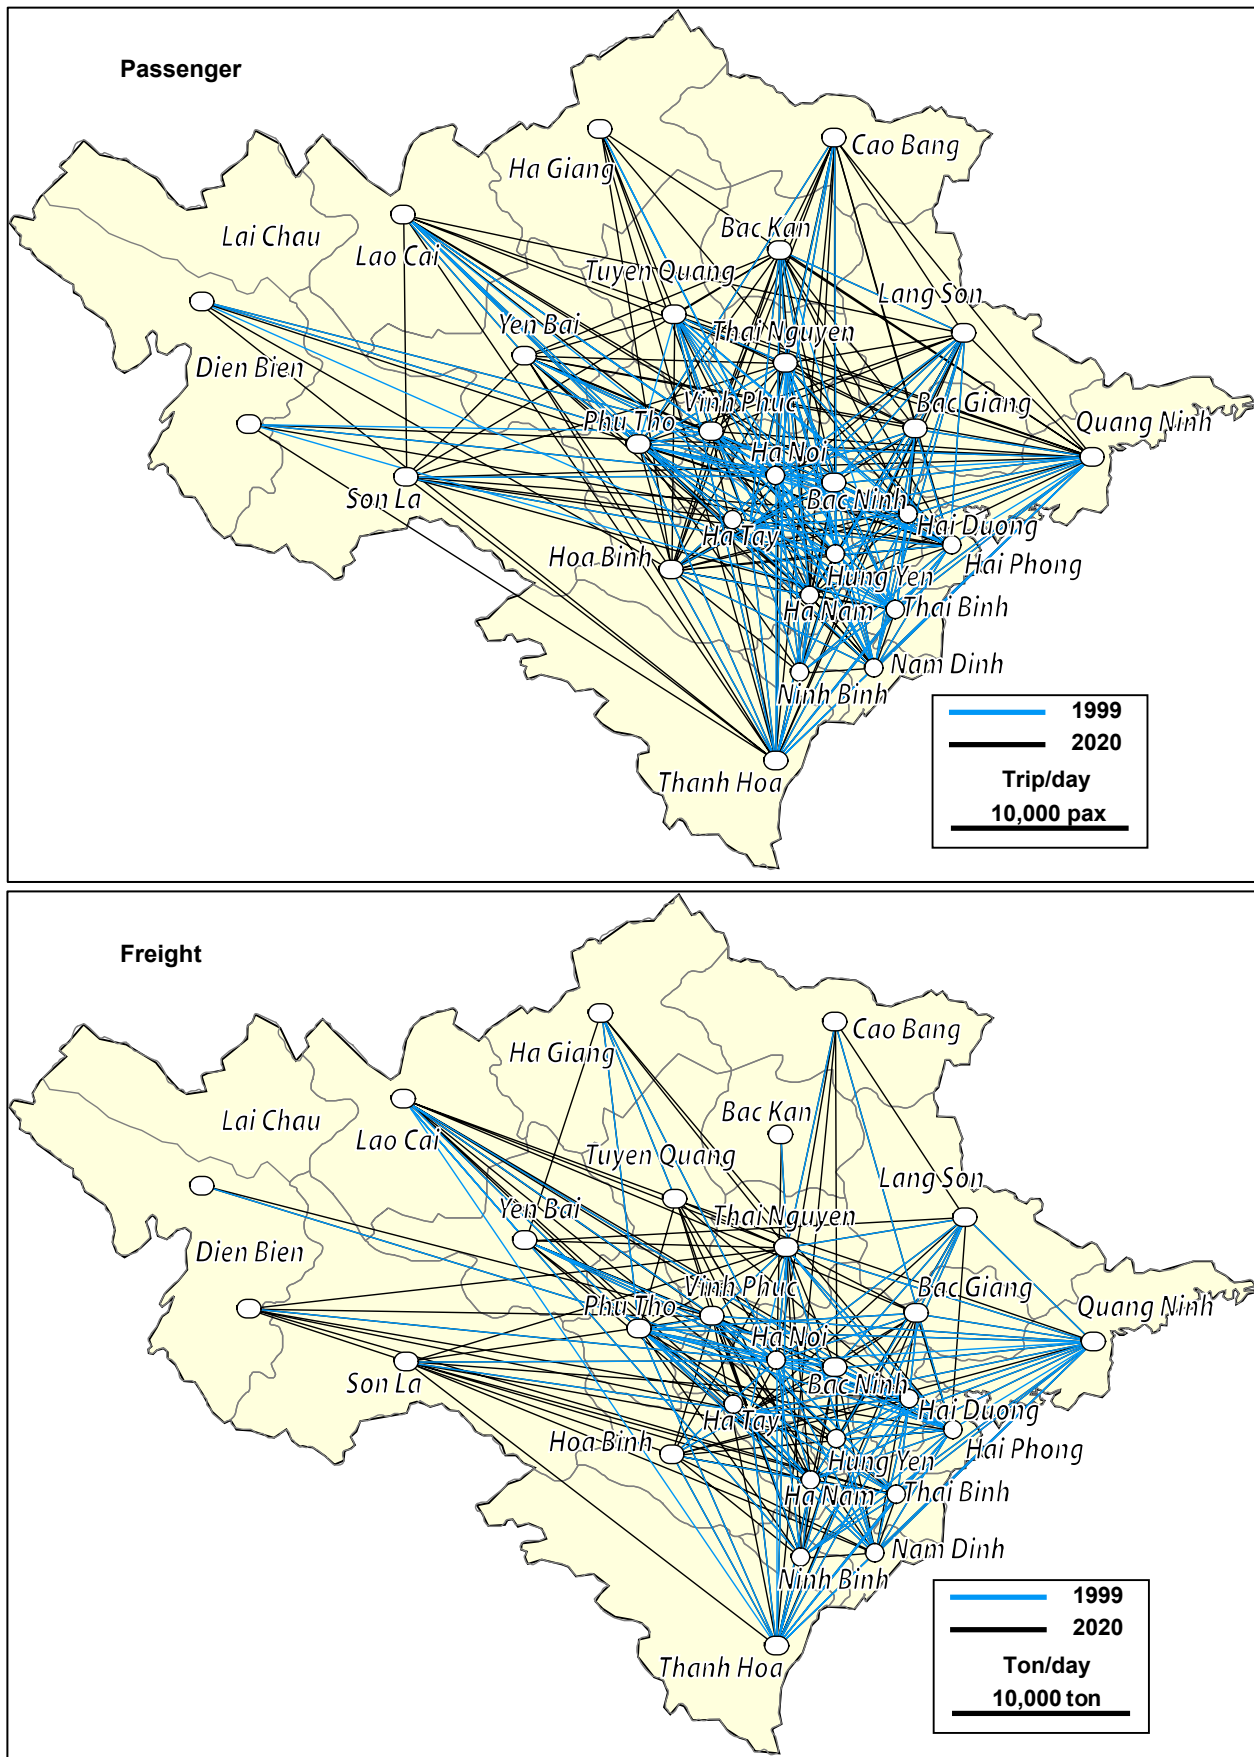 Passenger
Cao Bang
Ha Giang
Lai Chau
Lao Cai
Bac Kan
Tuyen Quang
Lang Son
Yen Bai
Thai Nguyen
Dien Bien
Vinh Phuc
Bac Giang
Phu Tho
Quang Ninh
Ha Noi
Son La
Bac Ninh
Ha Tay
Hai Duong
Hoa Binh
Hung Yen
Hai Phong
Ha Nam
Thai Binh
Nam Dinh
Ninh Binh
Thanh Hoa
1999
2020
Trip/day
10,000 pax
Freight
Cao Bang
Ha Giang
Lai Chau
Lao Cai
Bac Kan
Tuyen Quang
Lang Son
Yen Bai
Thai Nguyen
Dien Bien
Vinh Phuc
Bac Giang
Phu Tho
Quang Ninh
Ha Noi
Son La
Bac Ninh
Ha Tay
Hai Duong
Hoa Binh
Hung Yen
Hai Phong
Ha Nam
Thai Binh
Nam Dinh
Ninh Binh
Thanh Hoa
1999
2020
Ton/day
10,000 ton